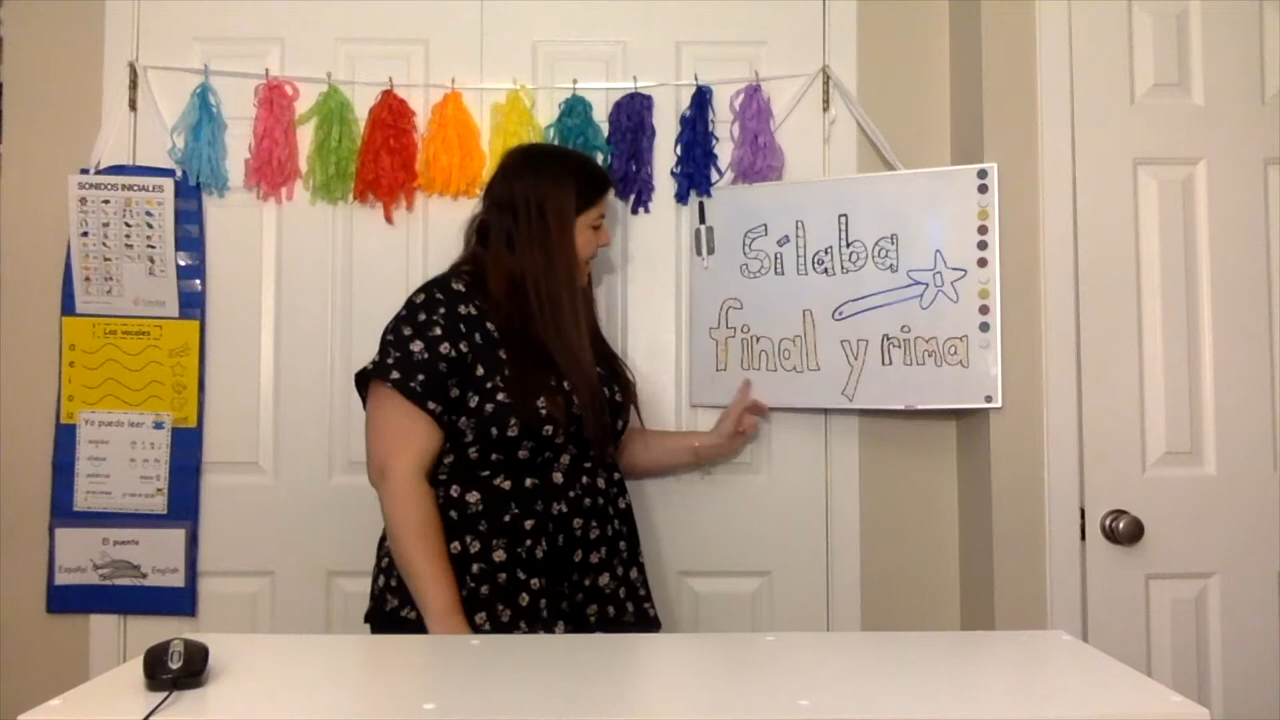 SONIDOS INICIALES
Las vocales
a
e
i
o
u
Yo puedo leer
El puente
Español English
Sílaba
final y rima